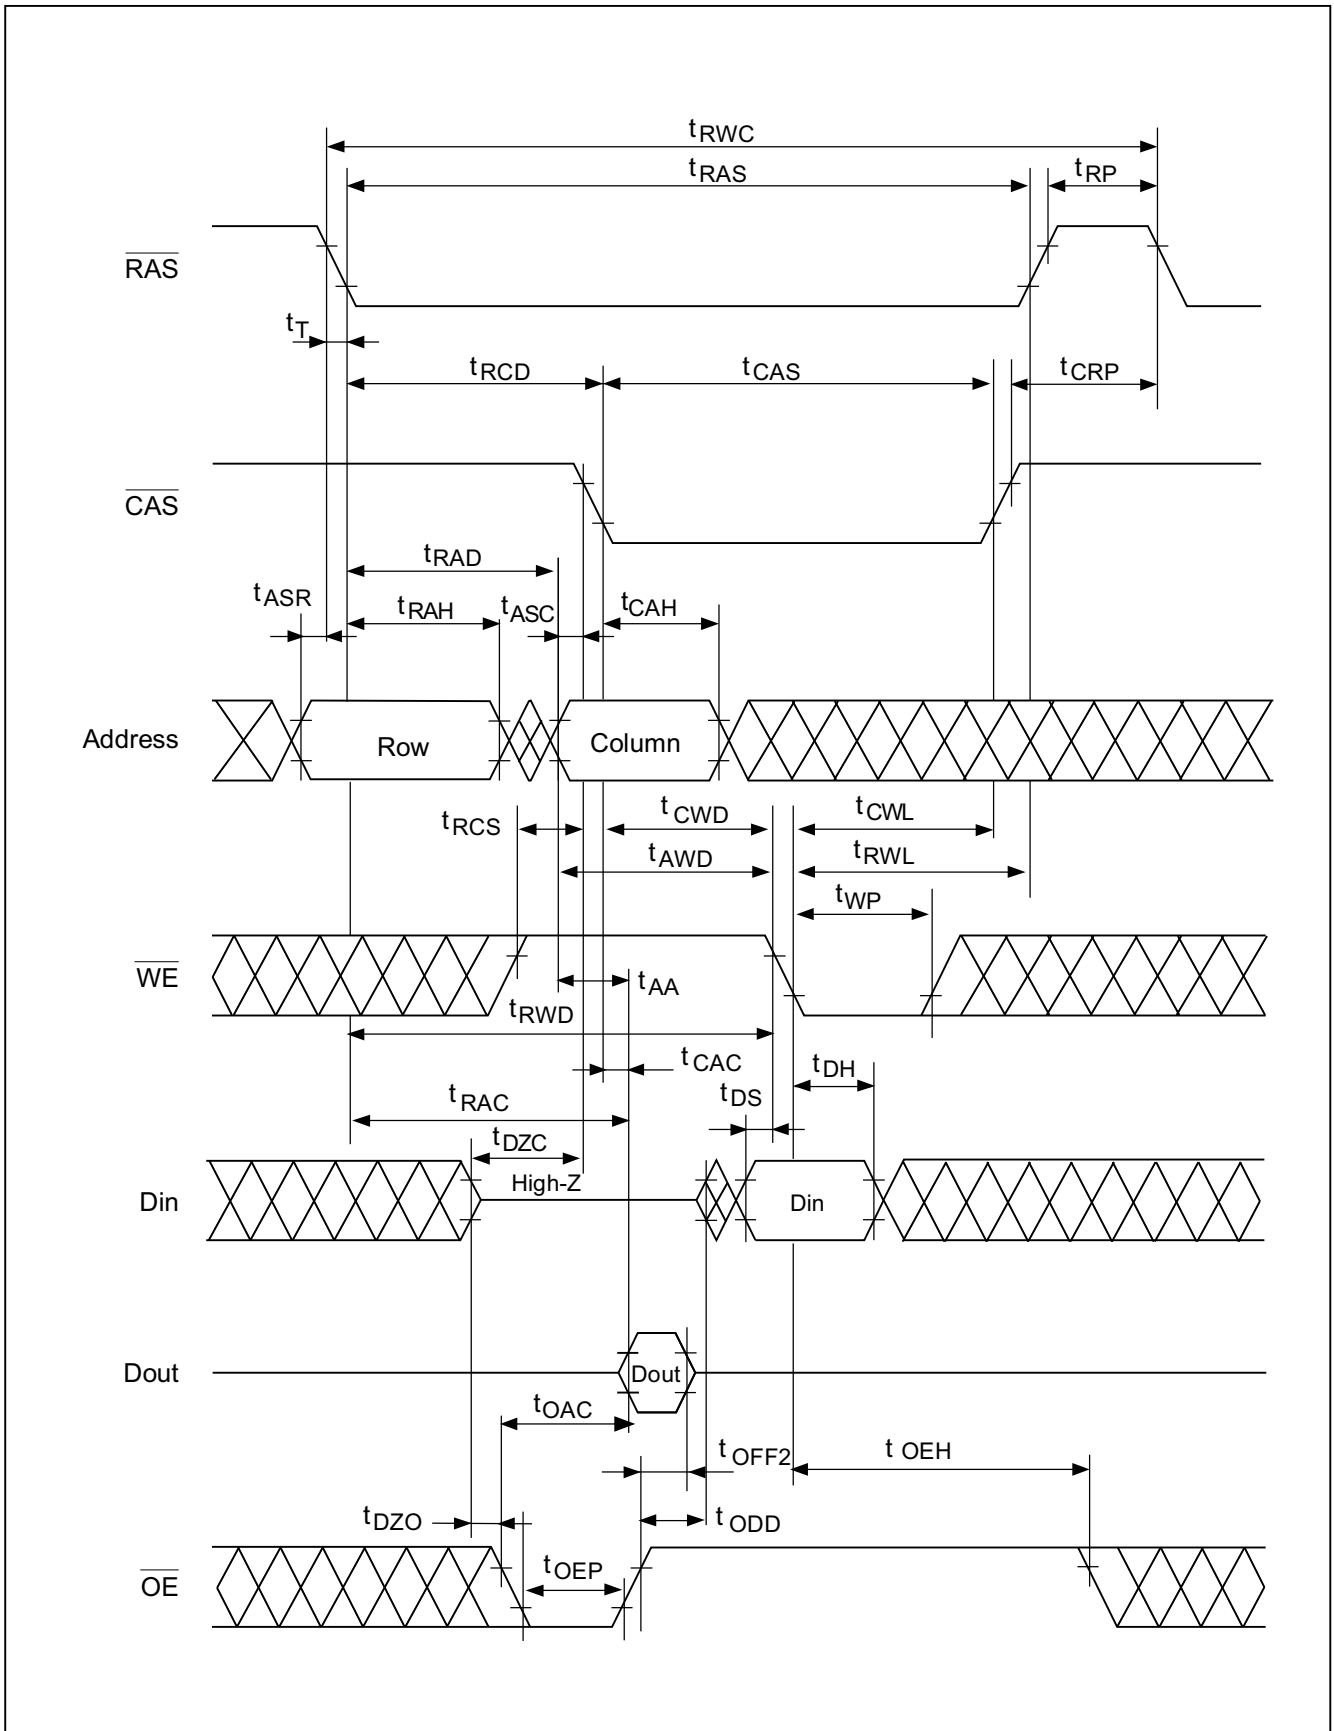 tRWC
tRAS
tRP
RAS
tT
tRCD
tCAS
tCRP
CAS
tRAD
tASR
tRAH
tASC
tCAH
Address
Row
Column
tRCS
tCWD
tCWL
tAWD
tRWL
tWP
WE
tAA
tRWD
tCAC
tDH
tDS
tRAC
tDZC
High-Z
Din
Din
Dout
Dout
tOAC
tOFF2
tOEH
tDZO
tODD
tOEP
OE